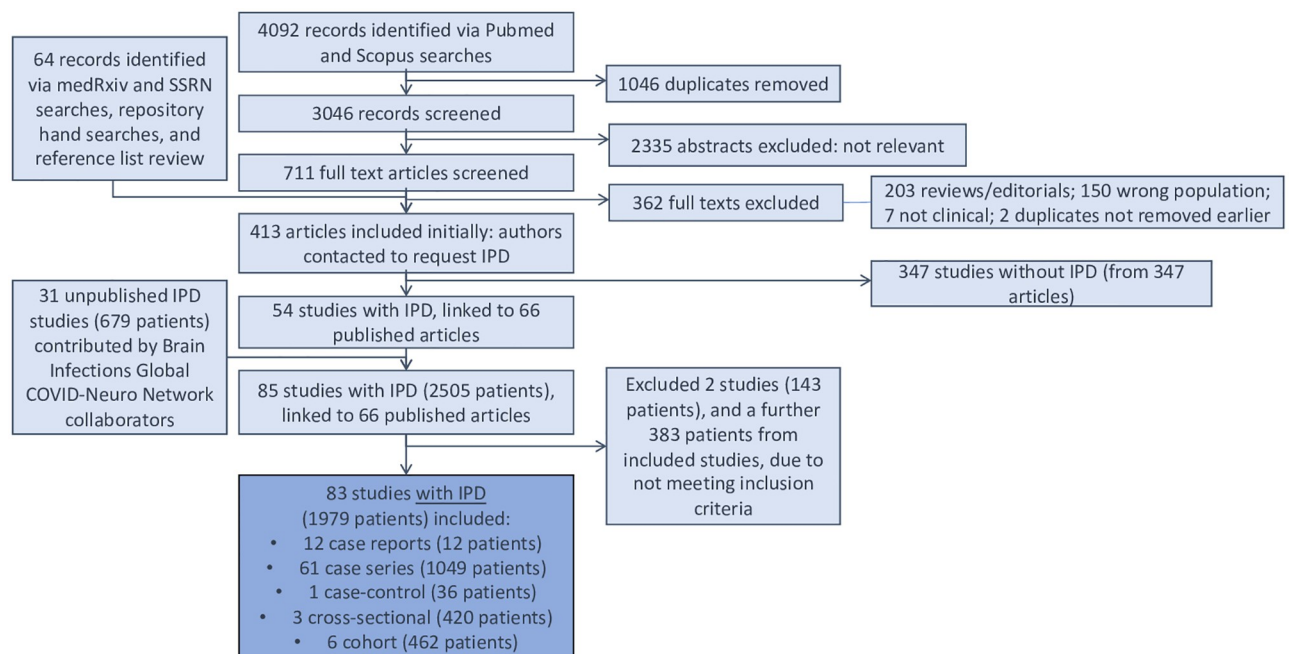 4092 records identified via Pubmed
and Scopus searches
64 records identified
via medRxiv and SSRN
searches, repository
hand searches, and
reference list review
1046 duplicates removed
3046 records screened
2335 abstracts excluded: not relevant
711 full text articles screened
362 full texts excluded
203 reviews/editorials; 150 wrong population;
7 not clinical; 2 duplicates not removed earlier
413 articles included initially: authors
contacted to request IPD
347 studies without IPD (from 347
articles)
31 unpublished IPD
studies (679 patients)
contributed by Brain
Infections Global
COVID-Neuro Network
collaborators
54 studies with IPD, linked to 66
published articles
85 studies with IPD (2505 patients),
linked to 66 published articles
Excluded 2 studies (143
patients), and a further
383 patients from
included studies, due to
not meeting inclusion
criteria
83 studies with IPD
(1979 patients) included:
• 12 case reports (12 patients)
• 61 case series (1049 patients)
• 1 case-control (36 patients)
• 3 cross-sectional (420 patients)
• 6 cohort (462 patients)